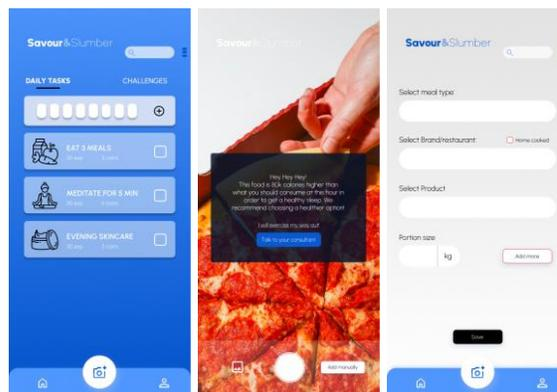 Savour&Slumber
DAILY TASKS
CHALLENGES
EAT 3 MEALS
MEDITATE FOR 5 MIN
EVENING SKINCARE
Savour&Slumber
Hey Hey Hey!
This food is 80k calories higher than
what you should consume at this hour in
order to get a healthy sleep. We
recommend choosing a healthier option!
I will exercise my way out!
Talk to your consultant
Add manually
Savour&Slumber
Select meal type:
Select Brand/restaurant:
Home cooked
Select Product
Portion size:
kg
Add more
Save